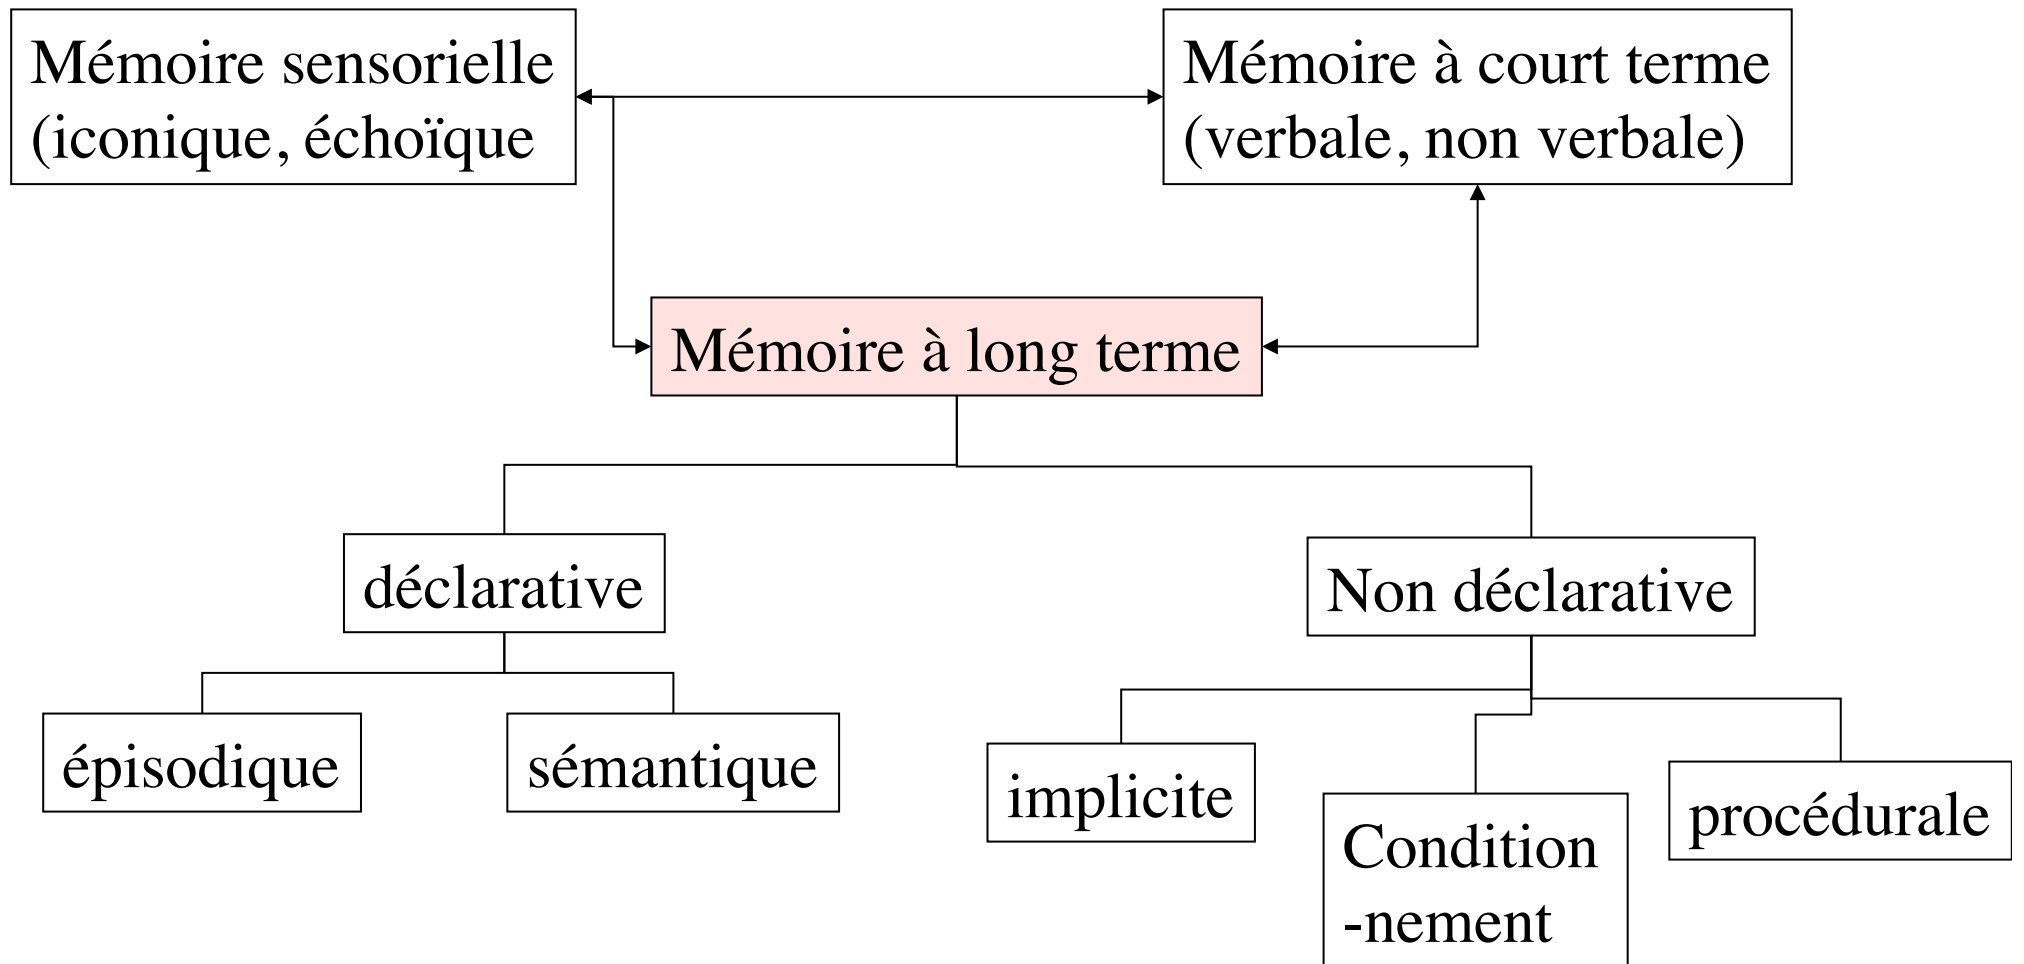 Mémoire sensorielle
(iconique, échoïque
Mémoire à court terme
(verbale, non verbale)
Mémoire à long terme
déclarative
Non déclarative
épisodique
sémantique
implicite
Condition
-nement
procédurale